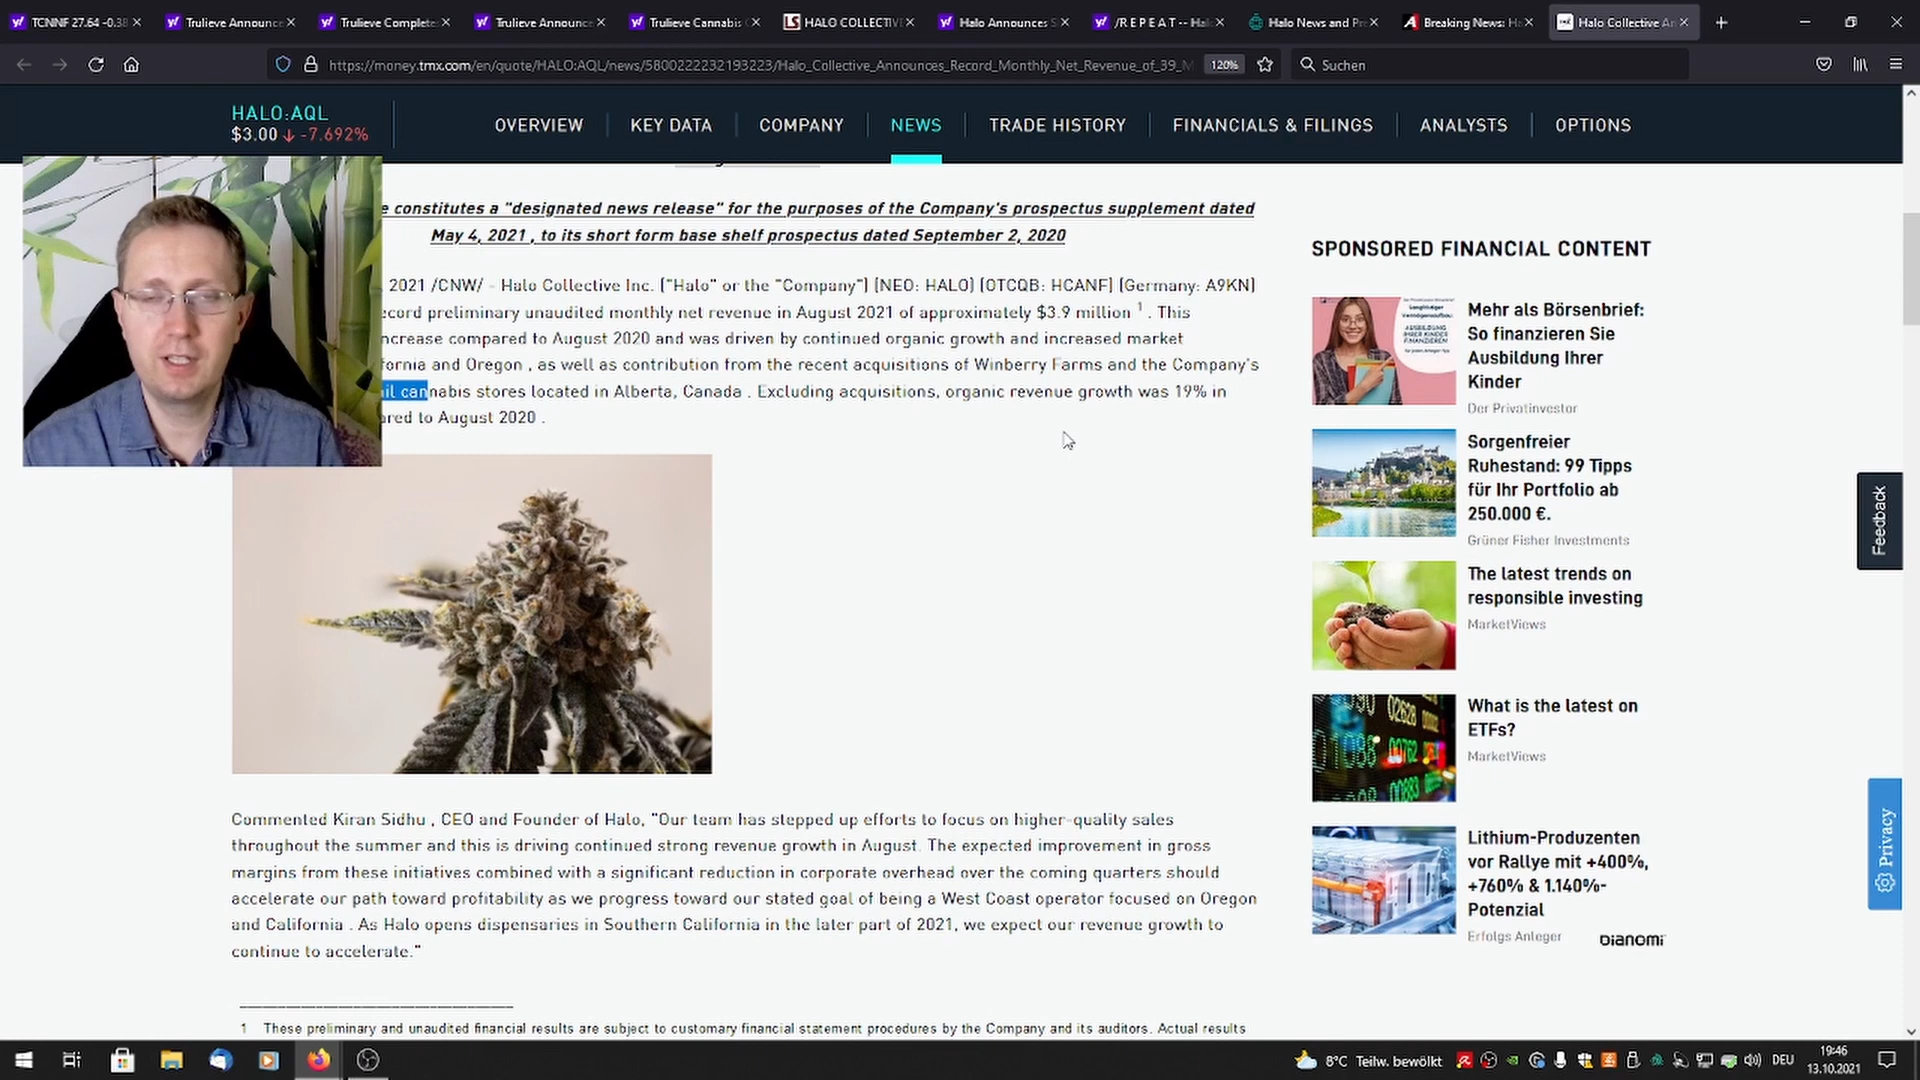 TCNNF 27.64 -0.38
Trulieve Announce
Trulieve Complete
Trulieve Announce
Trulieve Cannabis
HALO COLLECTIV
Halo Announces S
/R E P E A T -- Halo
Halo News and Pre
Breaking News: Ha
Halo Collective An
https://money.tmx.com/en/quote/HALO:AQL/news/5800222232193223/Halo_Collective_Announces_Record_Monthly_Net_Revenue_of_39_M
120%
Suchen
HALO:AQL
$3.00 -7.692%
OVERVIEW
KEY DATA
COMPANY
NEWS
TRADE HISTORY
FINANCIALS & FILINGS
ANALYSTS
OPTIONS
e constitutes a "designated news release" for the purposes of the Company's prospectus supplement dated
May 4, 2021 , to its short form base shelf prospectus dated September 2, 2020
2021 /CNW/ - Halo Collective Inc. ("Halo" or the "Company") (NEO: HALO) (OTCQB: HCANF) (Germany: A9KN)
ecord preliminary unaudited monthly net revenue in August 2021 of approximately $3.9 million 1 . This
ncrease compared to August 2020 and was driven by continued organic growth and increased market
fornia and Oregon , as well as contribution from the recent acquisitions of Winberry Farms and the Company's
il cannabis stores located in Alberta, Canada . Excluding acquisitions, organic revenue growth was 19% in
ared to August 2020 .
Commented Kiran Sidhu , CEO and Founder of Halo, "Our team has stepped up efforts to focus on higher-quality sales
throughout the summer and this is driving continued strong revenue growth in August. The expected improvement in gross
margins from these initiatives combined with a significant reduction in corporate overhead over the coming quarters should
accelerate our path toward profitability as we progress toward our stated goal of being a West Coast operator focused on Oregon
and California . As Halo opens dispensaries in Southern California in the later part of 2021, we expect our revenue growth to
continue to accelerate."
1 These preliminary and unaudited financial results are subject to customary financial statement procedures by the Company and its auditors. Actual results
SPONSORED FINANCIAL CONTENT
Mehr als Börsenbrief:
So finanzieren Sie
Ausbildung Ihrer
Kinder
Der Privatinvestor
Sorgenfreier
Ruhestand: 99 Tipps
für Ihr Portfolio ab
250.000 €.
Grüner Fisher Investments
The latest trends on
responsible investing
MarketViews
What is the latest on
ETFs?
MarketViews
Lithium-Produzenten
vor Rallye mit +400%,
+760% & 1.140%-
Potenzial
Erfolgs Anleger
bianomi
Feedback
Privacy
8°C Teilw. bewölkt
DEU
19:46
13.10.2021